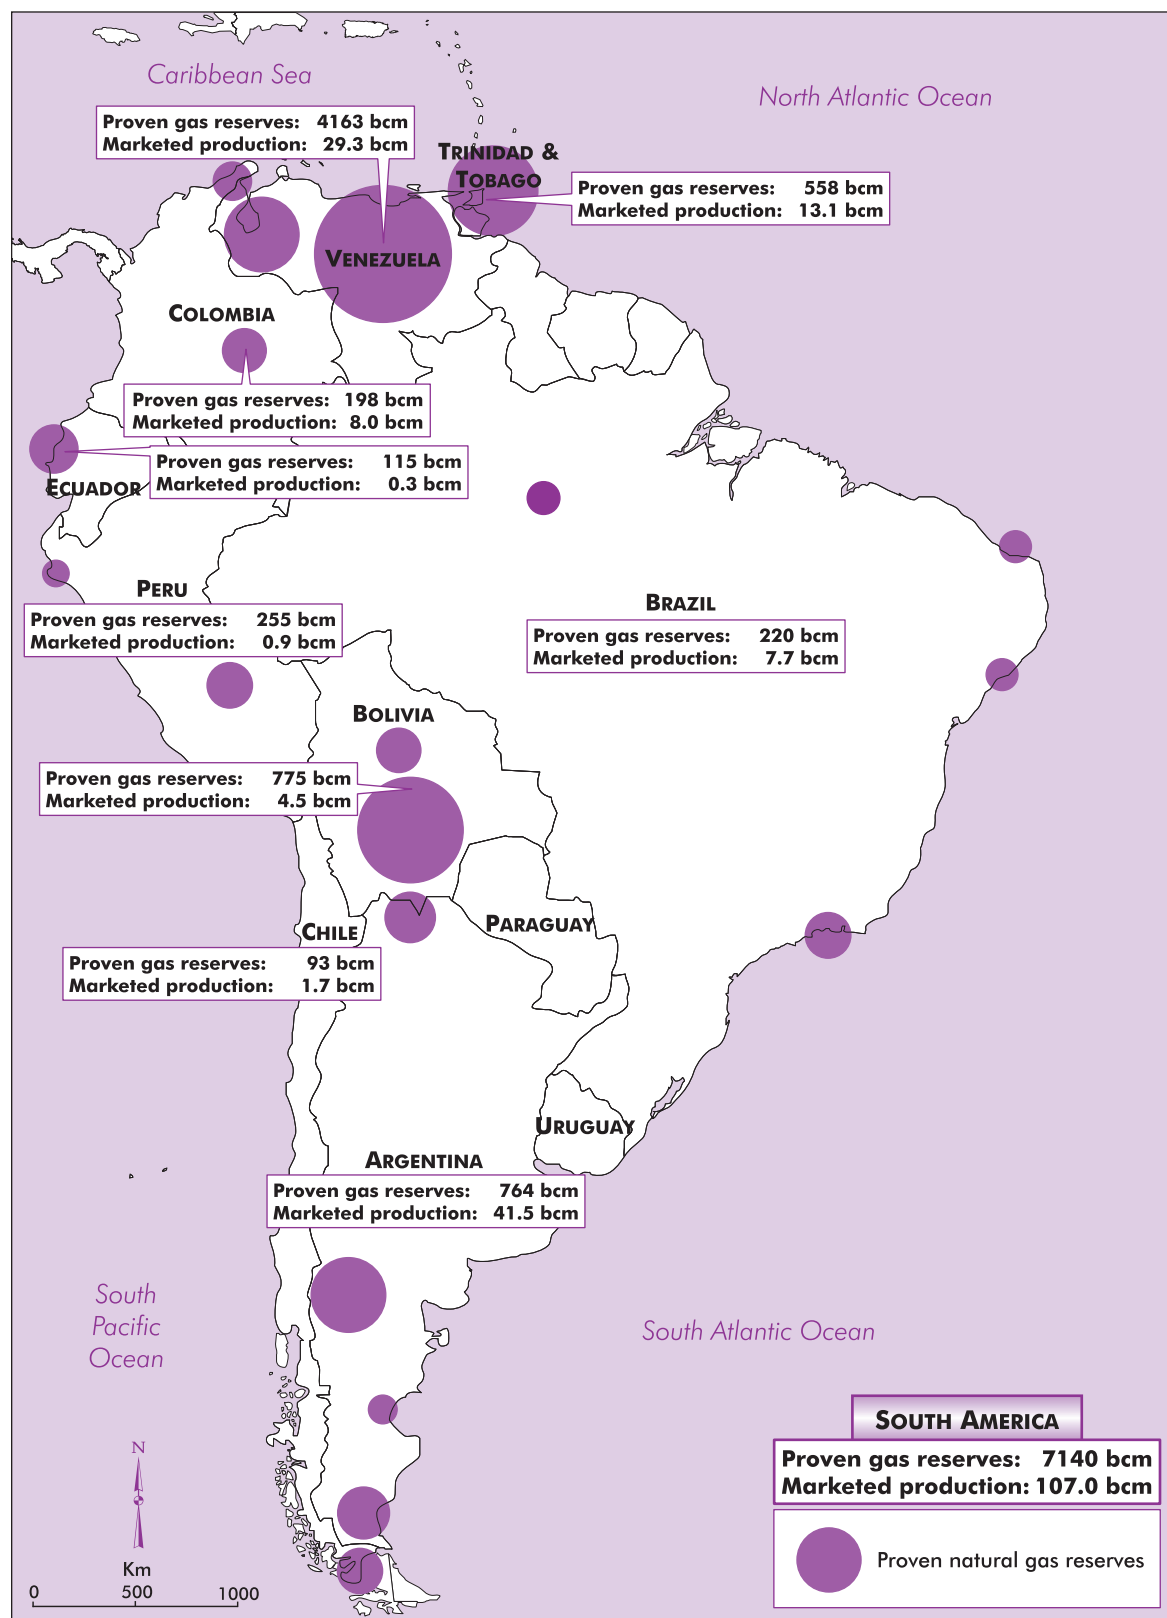 Caribbean Sea
North Atlantic Ocean
Proven gas reserves: 4163 bcm
Marketed production: 29.3 bcm
TRINIDAD &
TOBAGO
Proven gas reserves: 558 bcm
Marketed production: 13.1 bcm
VENEZUELA
COLOMBIA
Proven gas reserves: 198 bcm
Marketed production: 8.0 bcm
Proven gas reserves: 115 bcm
Marketed production: 0.3 bcm
ECUADOR
PERU
Proven gas reserves: 255 bcm
Marketed production: 0.9 bcm
BRAZIL
Proven gas reserves: 220 bcm
Marketed production: 7.7 bcm
BOLIVIA
Proven gas reserves: 775 bcm
Marketed production: 4.5 bcm
PARAGUAY
CHILE
Proven gas reserves: 93 bcm
Marketed production: 1.7 bcm
URUGUAY
ARGENTINA
Proven gas reserves: 764 bcm
Marketed production: 41.5 bcm
South
Pacific
Ocean
South Atlantic Ocean
SOUTH AMERICA
Proven gas reserves: 7140 bcm
Marketed production: 107.0 bcm
Proven natural gas reserves
N
Km
0 500 1000